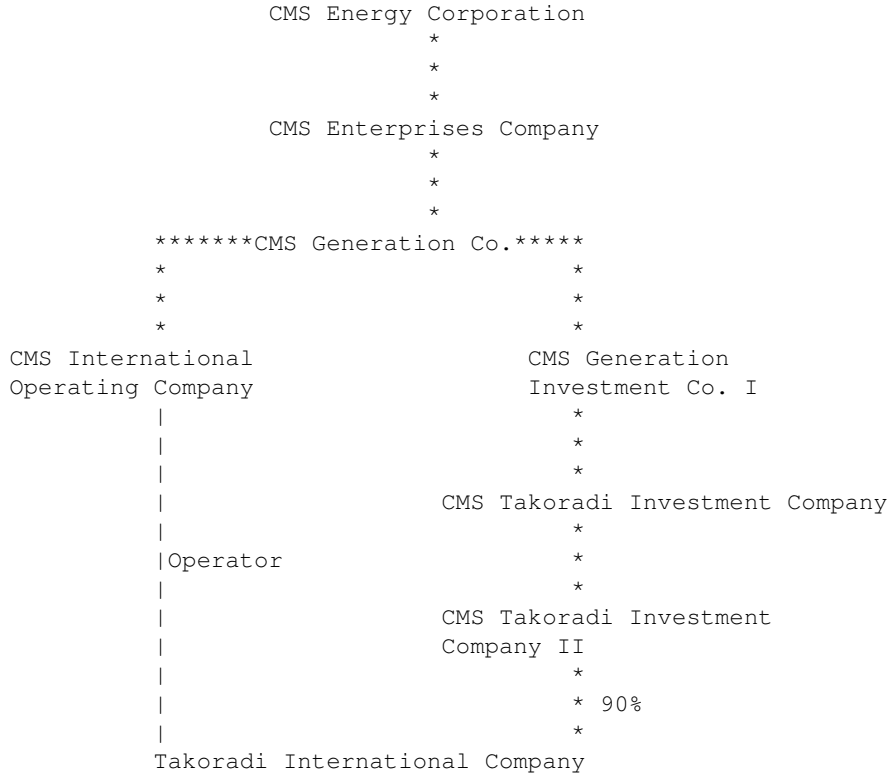 CMS Energy Corporation
*
*
*
CMS Enterprises Company
*
*
*
*******CMS Generation Co.*****
* *
* *
* *
CMS International CMS Generation
Operating Company Investment Co. I
| *
| *
| *
| CMS Takoradi Investment Company
| *
|Operator *
| *
| CMS Takoradi Investment
| Company II
| *
| * 90%
| *
Takoradi International Company